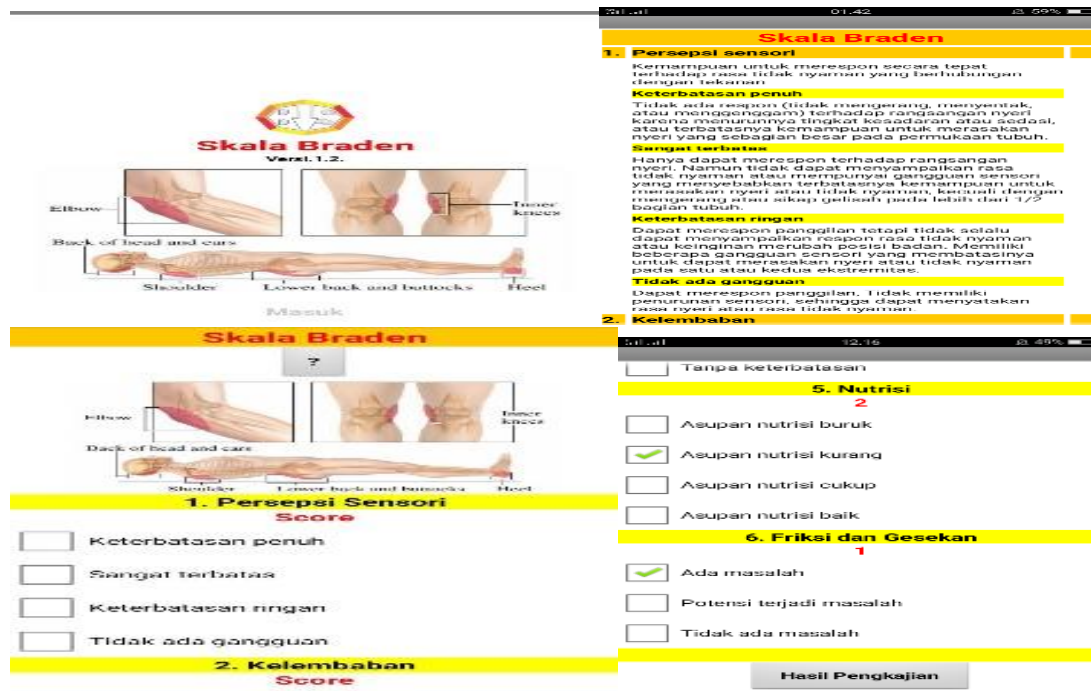 Skala Braden
Versi.1.2.
Elbow
Inner
knees
Back of head and ears
Shoulder
Lower back and buttocks
Heel
Masuk
01.42
59%
Skala Braden
1. Persepsi sensori
Kemampuan untuk merespon secara tepat
terhadap rasa tidak nyaman yang berhubungan
dengan tekanan
Keterbatasan penuh
Tidak ada respon (tidak mengerang, menyentak,
atau menggenggam) terhadap rangsangan nyeri
karena menurunnya tingkat kesadaran atau sedasi,
atau terbatasnya kemampuan untuk merasakan
nyeri yang sebagian besar pada permukaan tubuh.
Sangat terbatas
Hanya dapat merespon terhadap rangsangan
nyeri. Namun tidak dapat menyampaikan rasa
tidak nyaman atau mempunyai gangguan sensori
yang menyebabkan terbatasnya kemampuan untuk
merasakan nyeri atau tidak nyaman, kecuali dengan
mengerang atau sikap gelisah pada lebih dari 1/2
bagian tubuh.
Keterbatasan ringan
Dapat merespon panggilan tetapi tidak selalu
dapat menyampaikan respon rasa tidak nyaman
atau keinginan merubah posisi badan. Memiliki
beberapa gangguan sensori yang membatasinya
untuk dapat merasakan nyeri atau tidak nyaman
pada satu atau kedua ekstremitas.
Tidak ada gangguan
Dapat merespon panggilan, Tidak memiliki
penurunan sensori, sehingga dapat menyatakan
rasa nyeri atau rasa tidak nyaman.
2. Kelembaban
Skala Braden
?
Elbow
Inner
knees
Back of head and ears
Shoulder
Lower back and buttocks
Heel
1. Persepsi Sensori
Score
Keterbatasan penuh
Sangat terbatas
Keterbatasan ringan
Tidak ada gangguan
2. Kelembaban
Score
12.16
49%
Tanpa keterbatasan
5. Nutrisi
2
Asupan nutrisi buruk
Asupan nutrisi kurang
Asupan nutrisi cukup
Asupan nutrisi baik
6. Friksi dan Gesekan
1
Ada masalah
Potensi terjadi masalah
Tidak ada masalah
Hasil Pengkajian